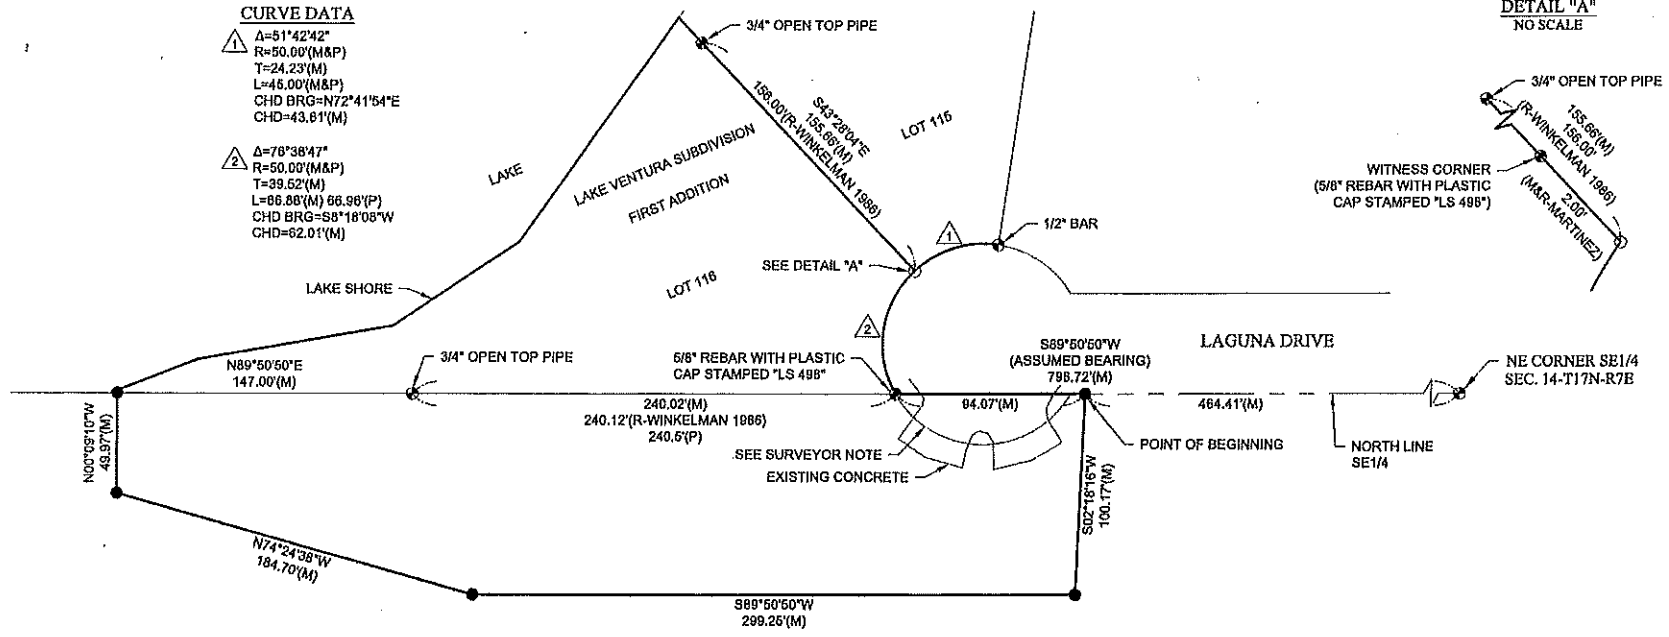 CURVE DATA
1
Δ=51°42'42"
R=50.00'(M&P)
T=24.23'(M)
L=45.00'(M&P)
CHD BRG=N72°41'54"E
CHD=43.61'(M)
2
Δ=76°38'47"
R=50.00'(M&P)
T=39.52'(M)
L=66.88'(M) 66.96'(P)
CHD BRG=S8°18'08"W
CHD=62.01'(M)
3/4" OPEN TOP PIPE
S43°28'04"E
155.66'(M)
156.00'(R-WINKELMAN 1986)
LOT 115
LAKE
LAKE VENTURA SUBDIVISION
FIRST ADDITION
LOT 116
LAKE SHORE
SEE DETAIL "A"
1
1/2" BAR
2
DETAIL "A"
NO SCALE
3/4" OPEN TOP PIPE
155.66'(M)
156.00'
(R-WINKELMAN 1986)
WITNESS CORNER
(5/8" REBAR WITH PLASTIC
CAP STAMPED "LS 498")
2.00'
(M&R-MARTINEZ)
N89°50'50"E
147.00'(M)
3/4" OPEN TOP PIPE
5/8" REBAR WITH PLASTIC
CAP STAMPED "LS 498"
S89°50'50"W
(ASSUMED BEARING)
798.72'(M)
LAGUNA DRIVE
NE CORNER SE1/4
SEC. 14-T17N-R7E
240.02'(M)
240.12'(R-WINKELMAN 1986)
240.5'(P)
94.07'(M)
464.41'(M)
POINT OF BEGINNING
NORTH LINE
SE1/4
SEE SURVEYOR NOTE
EXISTING CONCRETE
N00°09'10"W
49.97'(M)
S02°18'16"W
100.17'(M)
N74°24'38"W
184.70'(M)
S89°50'50"W
299.25'(M)